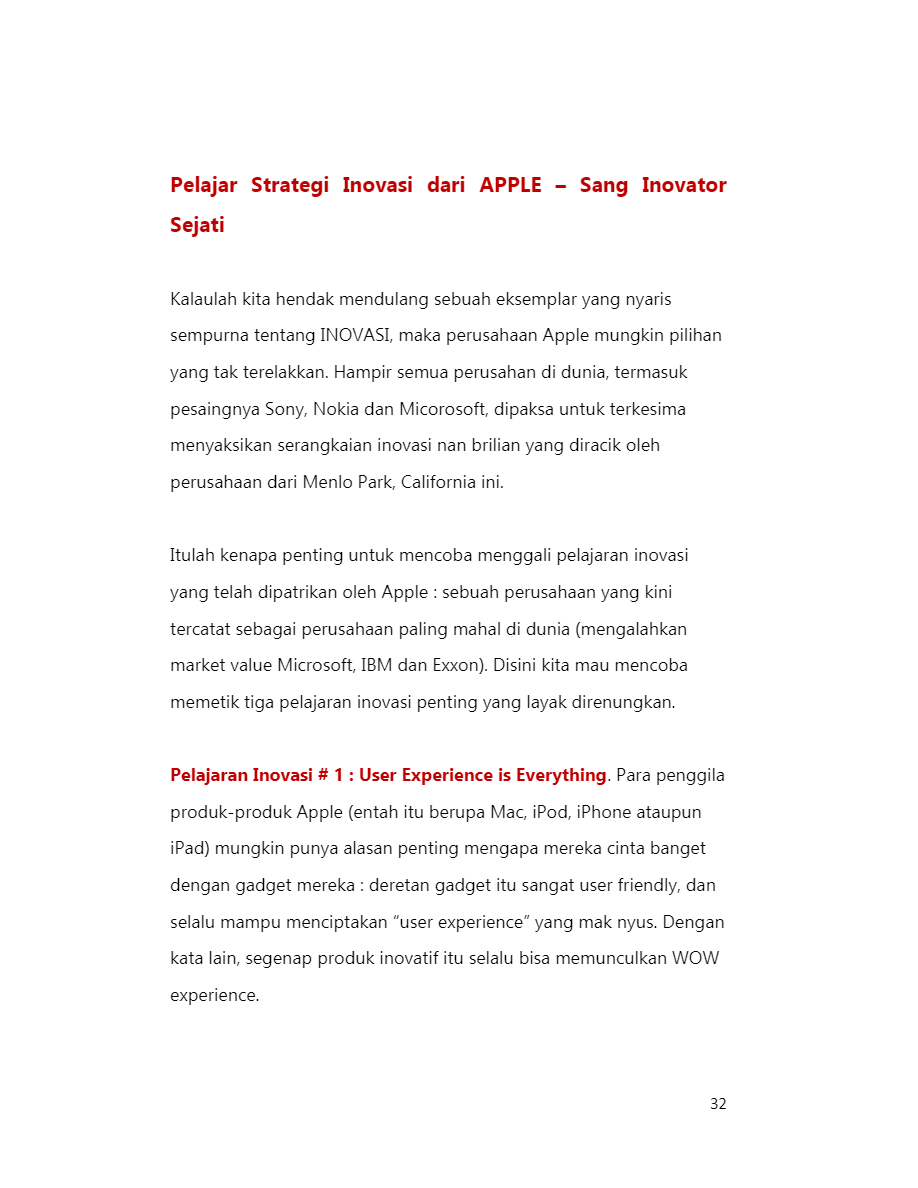 Pelajar Strategi Inovasi dari APPLE – Sang Inovator
Sejati
Kalaulah kita hendak mendulang sebuah eksemplar yang nyaris
sempurna tentang INOVASI, maka perusahaan Apple mungkin pilihan
yang tak terelakkan. Hampir semua perusahan di dunia, termasuk
pesaingnya Sony, Nokia dan Micorosoft, dipaksa untuk terkesima
menyaksikan serangkaian inovasi nan brilian yang diracik oleh
perusahaan dari Menlo Park, California ini.
Itulah kenapa penting untuk mencoba menggali pelajaran inovasi
yang telah dipatrikan oleh Apple : sebuah perusahaan yang kini
tercatat sebagai perusahaan paling mahal di dunia (mengalahkan
market value Microsoft, IBM dan Exxon). Disini kita mau mencoba
memetik tiga pelajaran inovasi penting yang layak direnungkan.
Pelajaran Inovasi # 1 : User Experience is Everything. Para penggila
produk-produk Apple (entah itu berupa Mac, iPod, iPhone ataupun
iPad) mungkin punya alasan penting mengapa mereka cinta banget
dengan gadget mereka : deretan gadget itu sangat user friendly, dan
selalu mampu menciptakan “user experience” yang mak nyus. Dengan
kata lain, segenap produk inovatif itu selalu bisa memunculkan WOW
experience.
32